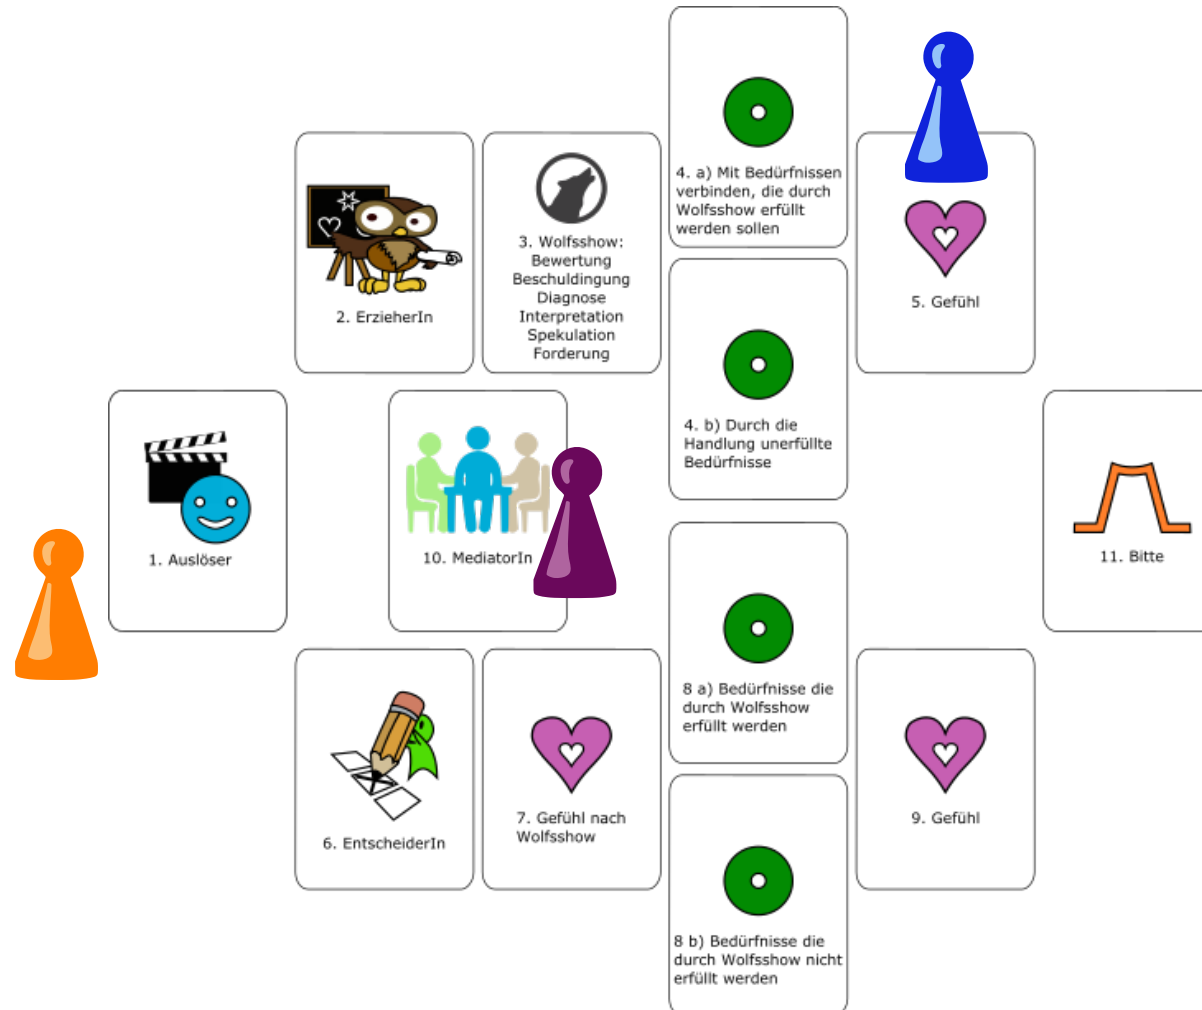 1. Auslöser
2. ErzieherIn
3. Wolfsshow:
Bewertung
Beschuldingung
Diagnose
Interpretation
Spekulation
Forderung
4. a) Mit Bedürfnissen
verbinden, die durch
Wolfsshow erfüllt
werden sollen
4. b) Durch die
Handlung unerfüllte
Bedürfnisse
5. Gefühl
6. EntscheiderIn
7. Gefühl nach
Wolfsshow
8 a) Bedürfnisse die
durch Wolfsshow
erfüllt werden
8 b) Bedürfnisse die
durch Wolfsshow nicht
erfüllt werden
9. Gefühl
10. MediatorIn
11. Bitte